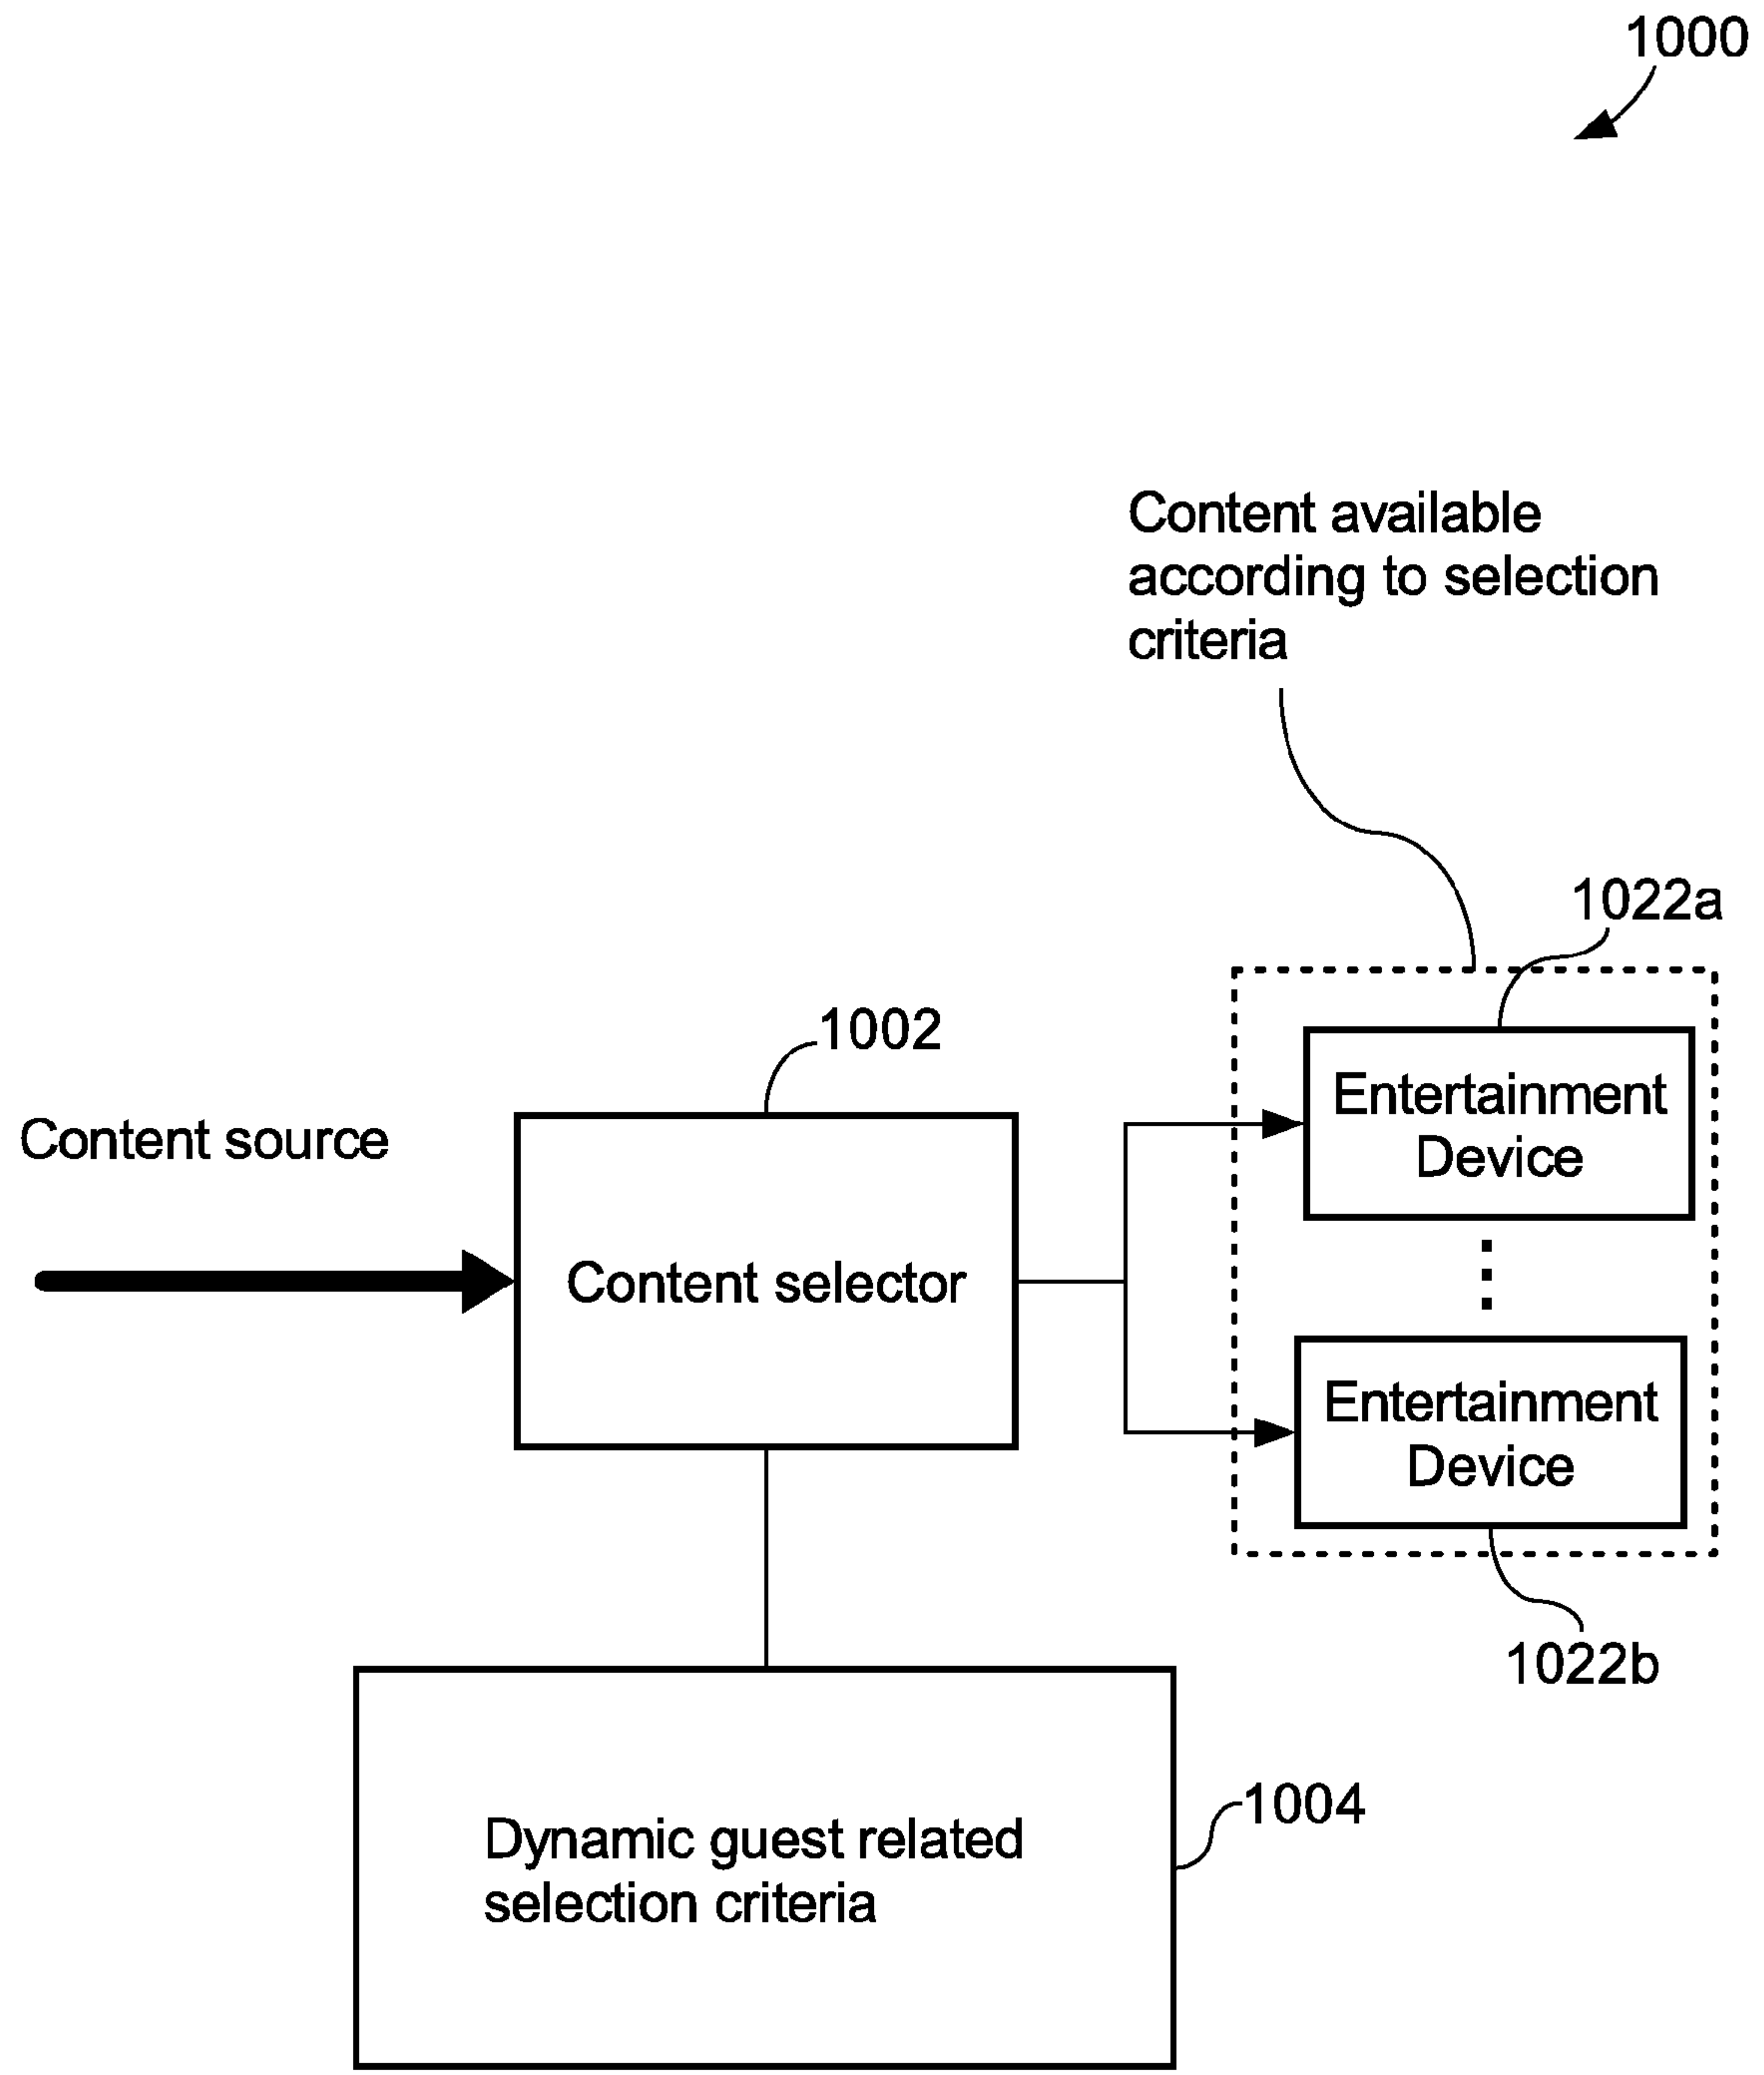 1000
Content available
according to selection
criteria
1022a
1002
Content source
Entertainment
Device
Content selector
Entertainment
Device
1022b
1004
Dynamic guest related
selection criteria